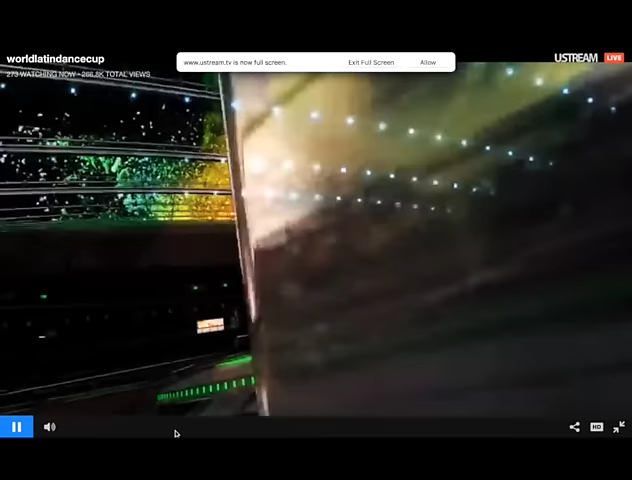 worldlatindancecup
273 WATCHING NOW • 266.8K TOTAL VIEWS
www.ustream.tv is now full screen.
Exit Full Screen
Allow
USTREAM LIVE
HD